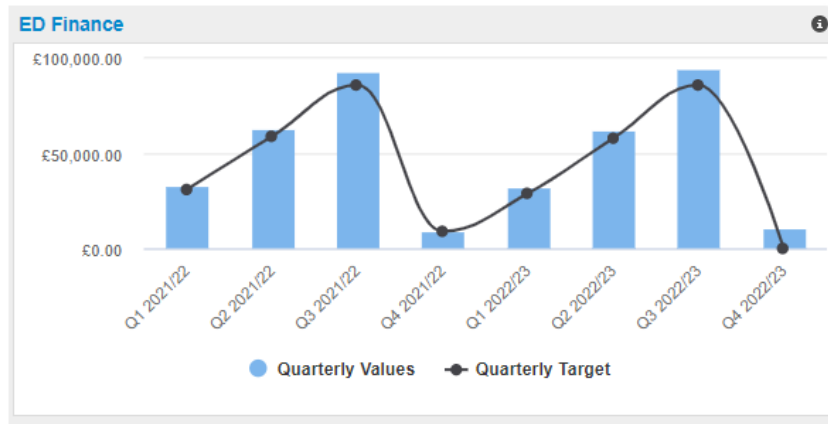 ED Finance
£100,000.00
£50,000.00
£0.00
Q1 2021/22
Q2 2021/22
Q3 2021/22
Q4 2021/22
Q1 2022/23
Q2 2022/23
Q3 2022/23
Q4 2022/23
Quarterly Values Quarterly Target